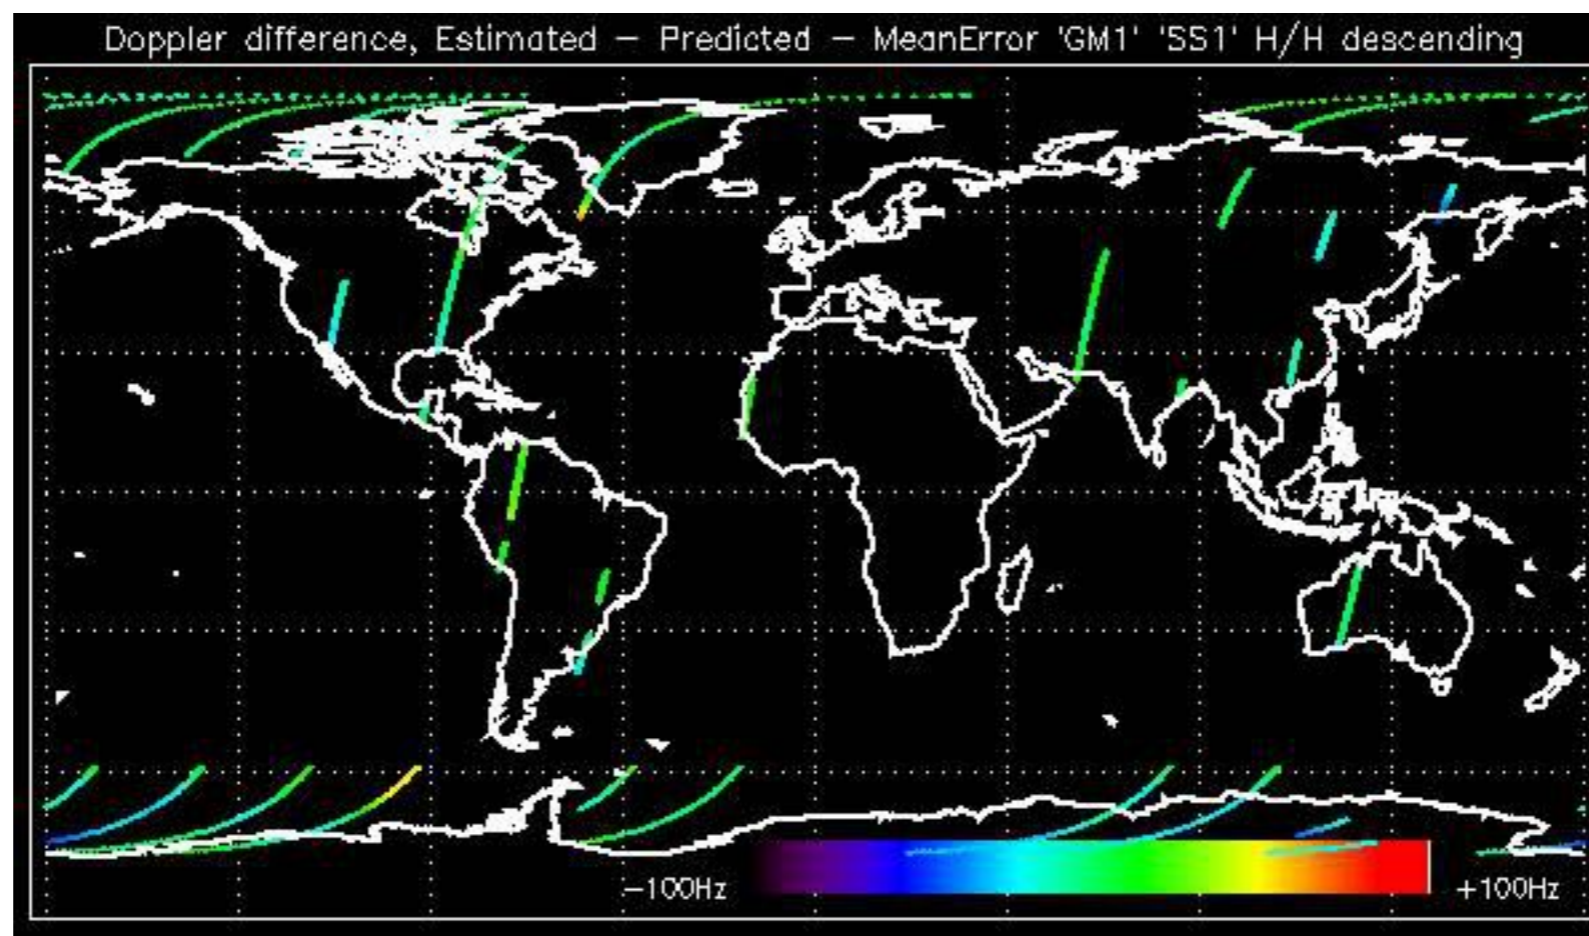 Doppler difference, Estimated – Predicted – MeanError 'GM1' 'SS1' H/H descending
–100Hz
+100Hz